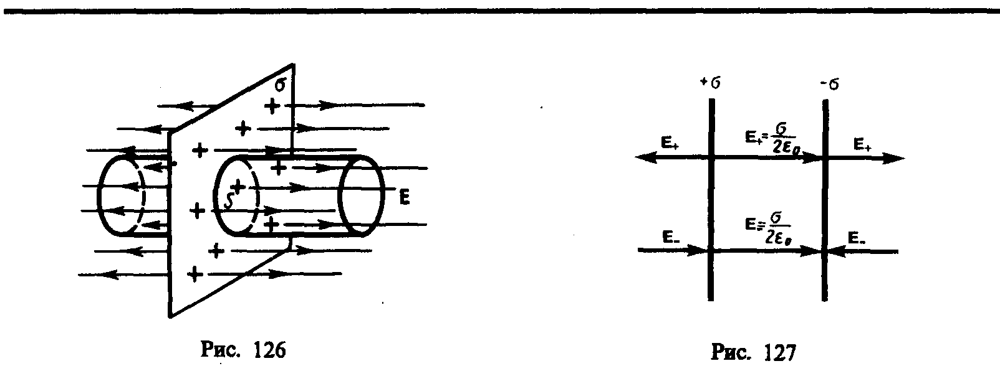 σ
S
E
Рис. 126
+σ -σ
E₊ E₊ = σ/2ε₀ E₊
E₋ E₋ = σ/2ε₀ E₋
Рис. 127